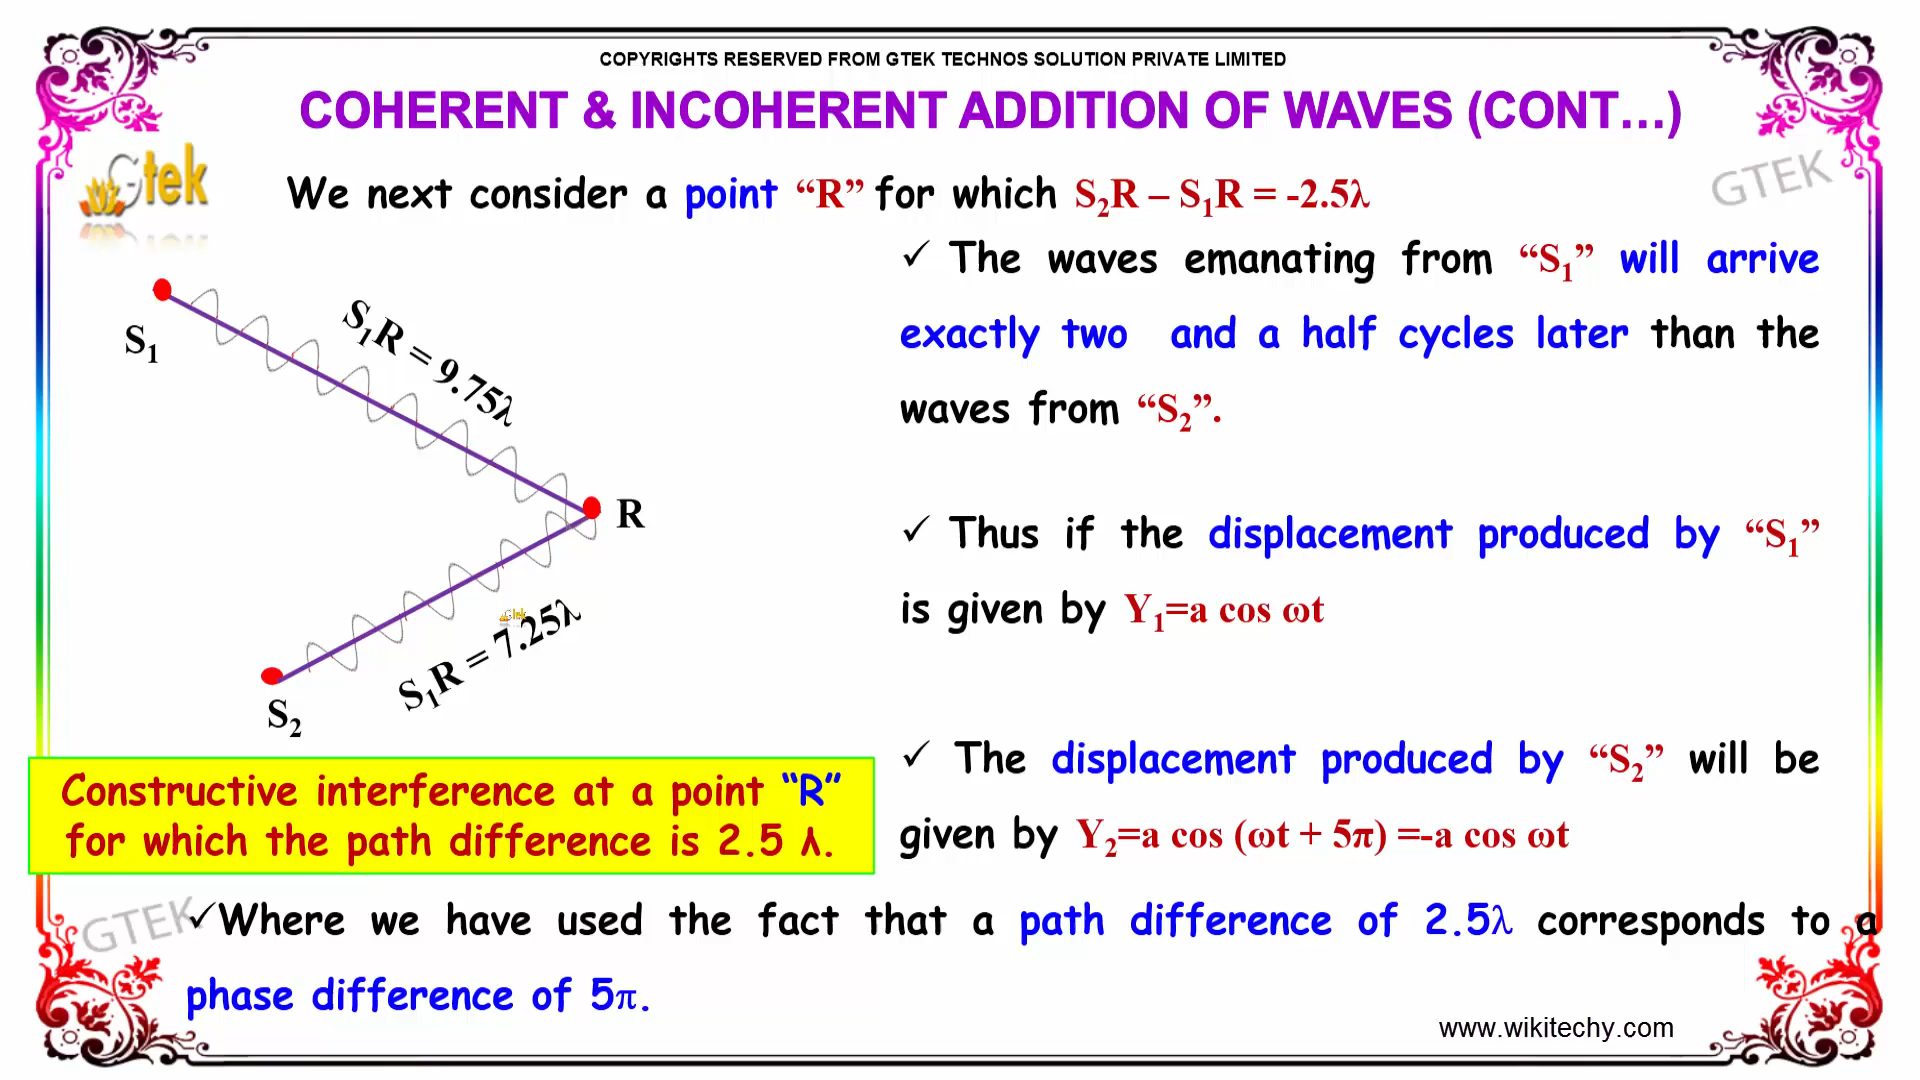 COPYRIGHTS RESERVED FROM GTEK TECHNOS SOLUTION PRIVATE LIMITED
COHERENT & INCOHERENT ADDITION OF WAVES (CONT...)
Gtek
GTEK
We next consider a point “R” for which S₂R – S₁R = -2.5λ
✓ The waves emanating from “S₁” will arrive
exactly two and a half cycles later than the
waves from “S₂”.
S₁
S₁R = 9.75λ
R
S₁R = 7.25λ
Gtek
S₂
✓ Thus if the displacement produced by “S₁”
is given by Y₁=a cos ωt
✓ The displacement produced by “S₂” will be
given by Y₂=a cos (ωt + 5π) =-a cos ωt
Constructive interference at a point “R”
for which the path difference is 2.5 λ.
GTEK
✓Where we have used the fact that a path difference of 2.5λ corresponds to a
phase difference of 5π.
www.wikitechy.com